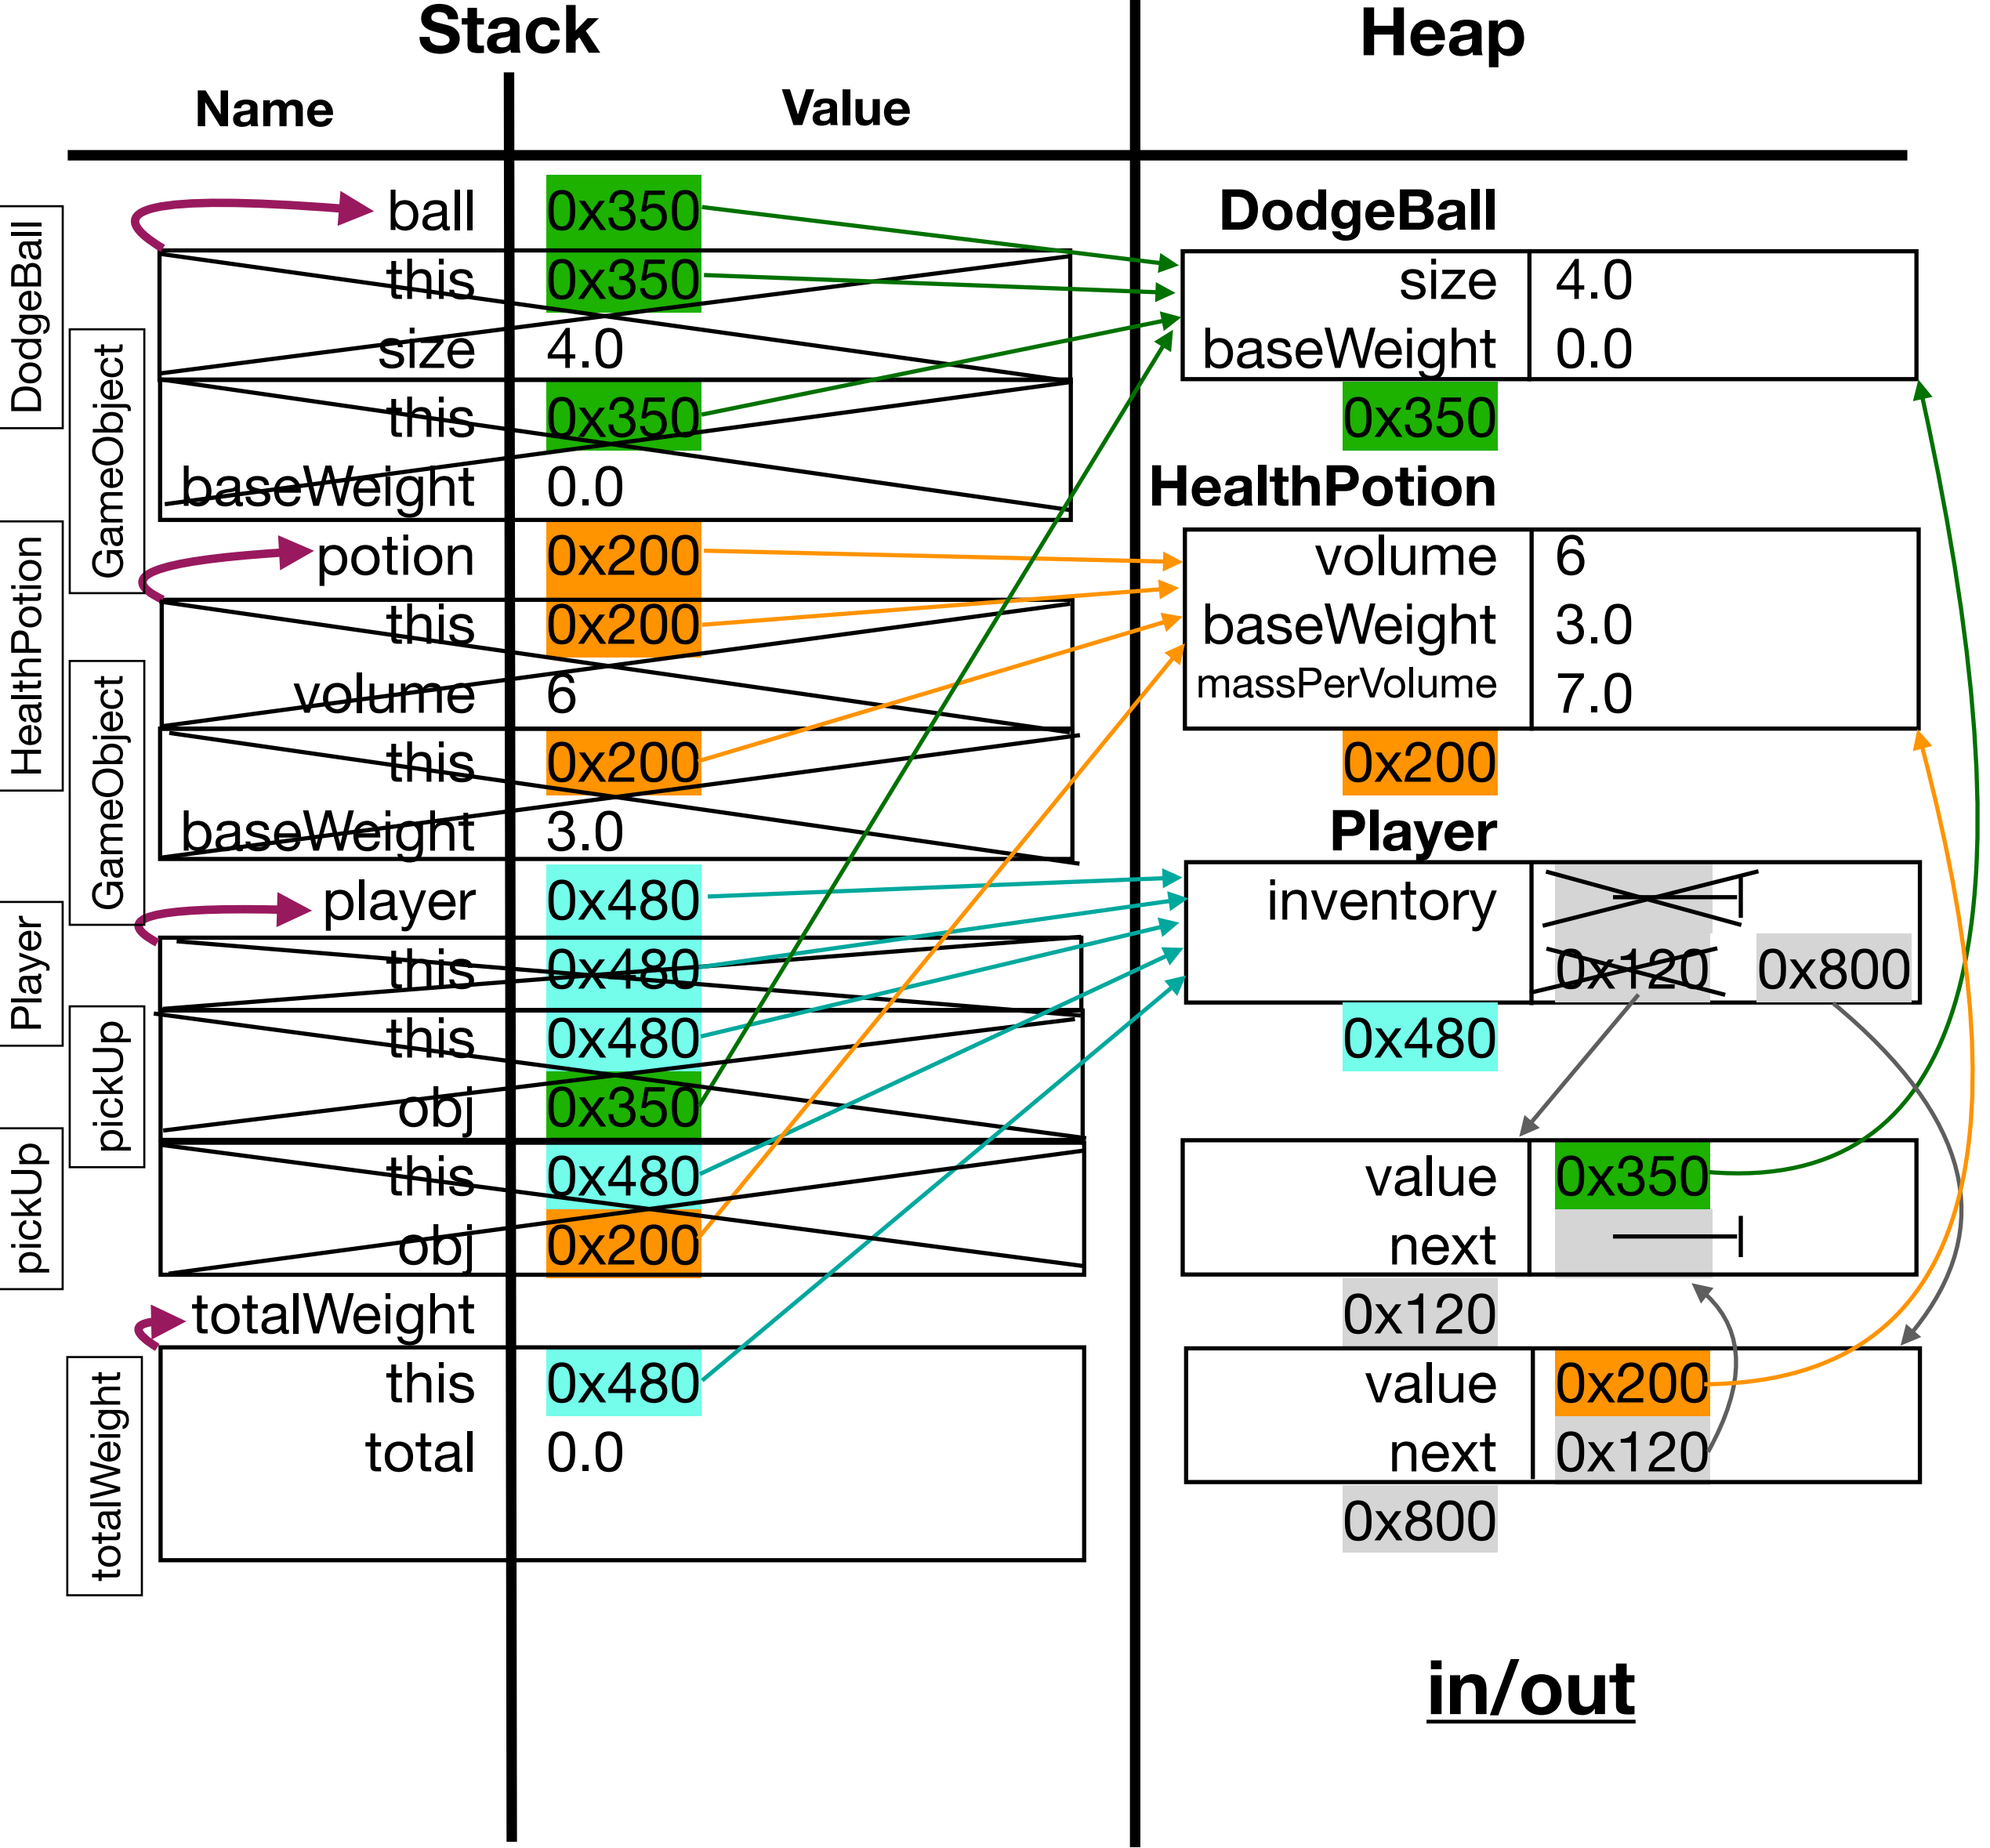 Stack
Heap
Name
Value
ball 0x350
this 0x350
size 4.0
this 0x350
baseWeight 0.0
potion 0x200
this 0x200
volume 6
this 0x200
baseWeight 3.0
player 0x480
this 0x480
this 0x480
obj 0x350
this 0x480
obj 0x200
totalWeight
this 0x480
total 0.0
DodgeBall
GameObject
HealthPotion
GameObject
Player
pickUp
pickUp
totalWeight
DodgeBall
size 4.0
baseWeight 0.0
0x350
HealthPotion
volume 6
baseWeight 3.0
massPerVolume 7.0
0x200
Player
inventory
0x120 0x800
0x480
value 0x350
next
0x120
value 0x200
next 0x120
0x800
in/out